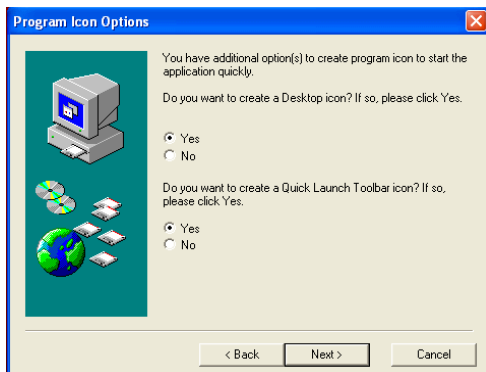 Program Icon Options
You have additional option(s) to create program icon to start the
application quickly.
Do you want to create a Desktop icon? If so, please click Yes.
Yes
No
Do you want to create a Quick Launch Toolbar icon? If so,
please click Yes.
Yes
No
< Back Next > Cancel